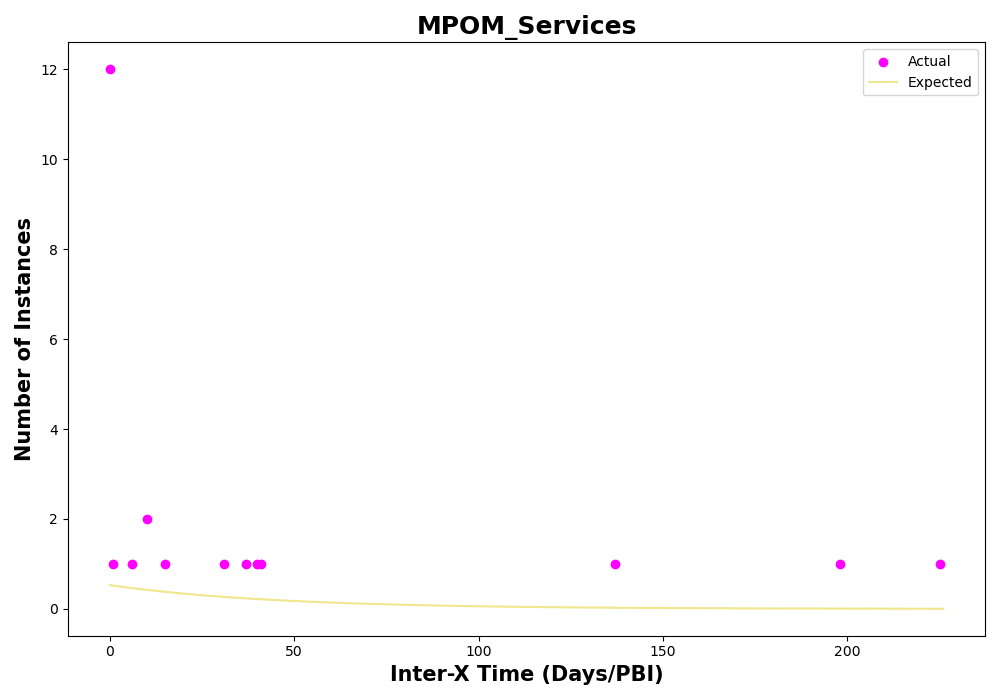 MPOM_Services
Actual
Expected
Number of Instances
12
10
8
6
4
2
0
0 50 100 150 200
Inter-X Time (Days/PBI)